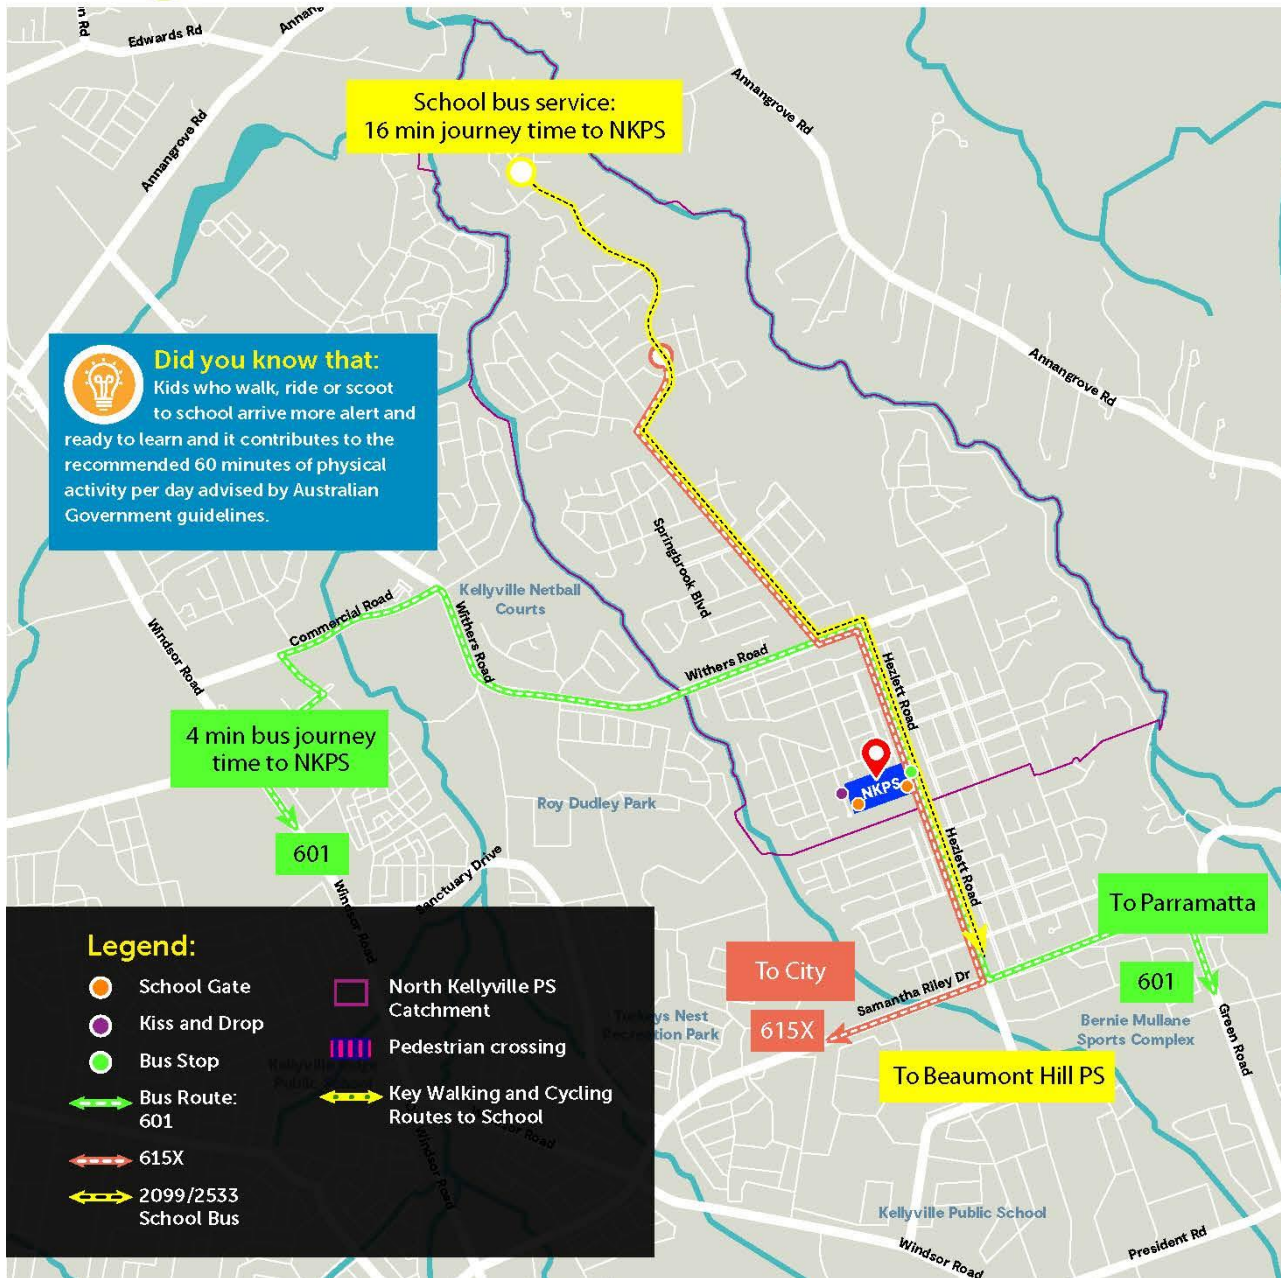 Edwards Rd
Annangrove Rd
Annangrove Rd
School bus service:
16 min journey time to NKPS
Did you know that:
Kids who walk, ride or scoot
to school arrive more alert and
ready to learn and it contributes to the
recommended 60 minutes of physical
activity per day advised by Australian
Government guidelines.
Annangrove Rd
Springbrook Blvd
Kellyville Netball
Courts
Commercial Road
Withers Road
Windsor Road
Withers Road
Hezlett Road
4 min bus journey
time to NKPS
NKPS
Roy Dudley Park
601
Sanctuary Drive
Windsor Road
Hezlett Road
To Parramatta
To City
Samantha Riley Dr
601
615X
Bernie Mullane
Sports Complex
Green Road
To Beaumont Hill PS
Legend:
School Gate
Kiss and Drop
Bus Stop
Bus Route:
601
615X
2099/2533
School Bus
North Kellyville PS
Catchment
Pedestrian crossing
Key Walking and Cycling
Routes to School
Recreation Park
Windsor Road
Kellyville Public School
Windsor Road
President Rd